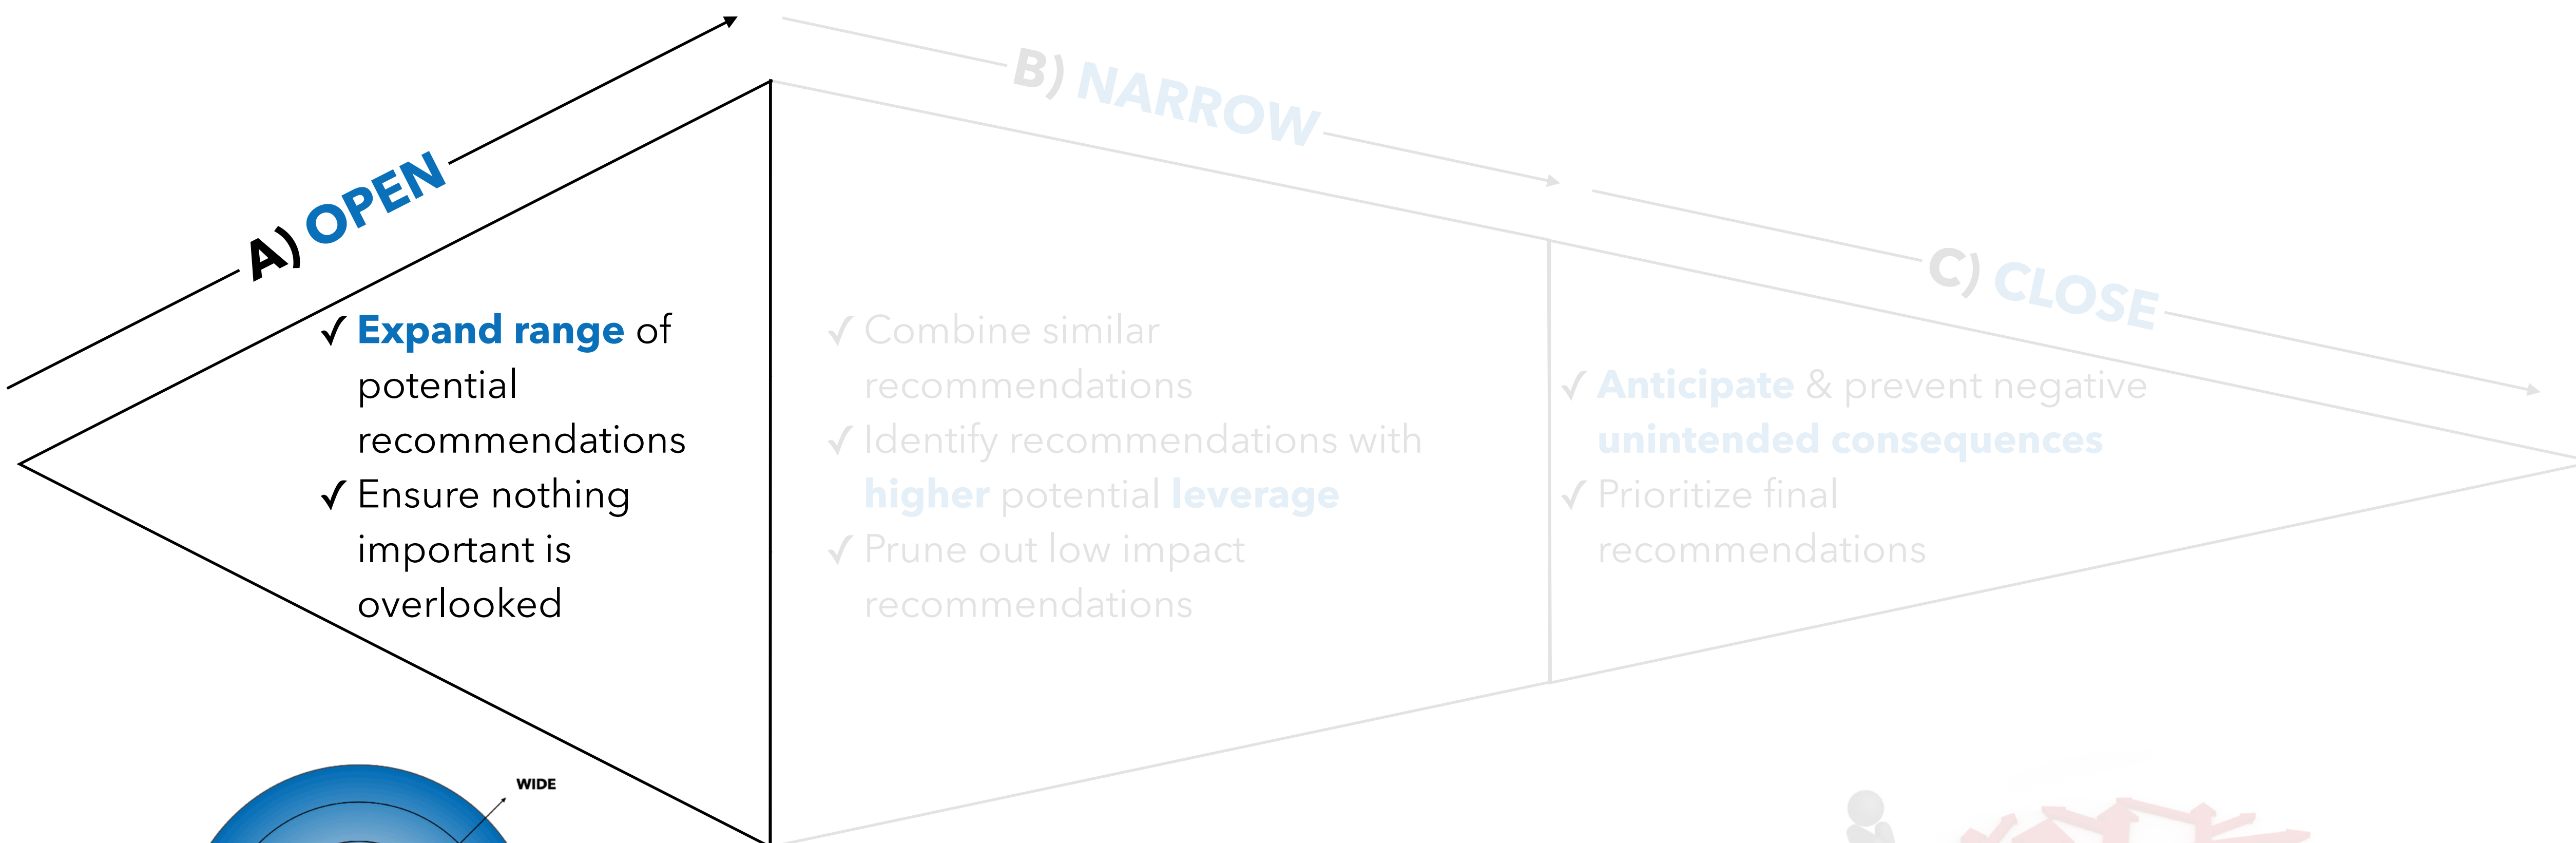 A) OPEN
B) NARROW
C) CLOSE
✓ Expand range of
potential
recommendations
✓ Ensure nothing
important is
overlooked
✓ Combine similar
recommendations
✓ Identify recommendations with
higher potential leverage
✓ Prune out low impact
recommendations
✓ Anticipate & prevent negative
unintended consequences
✓ Prioritize final
recommendations
WIDE